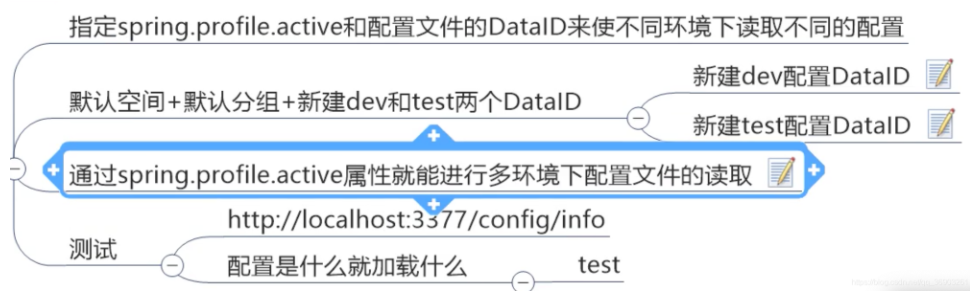 指定spring.profile.active和配置文件的DataID来使不同环境下读取不同的配置
默认空间+默认分组+新建dev和test两个DataID
新建dev配置DataID
新建test配置DataID
通过spring.profile.active属性就能进行多环境下配置文件的读取
测试
http://localhost:3377/config/info
配置是什么就加载什么
test